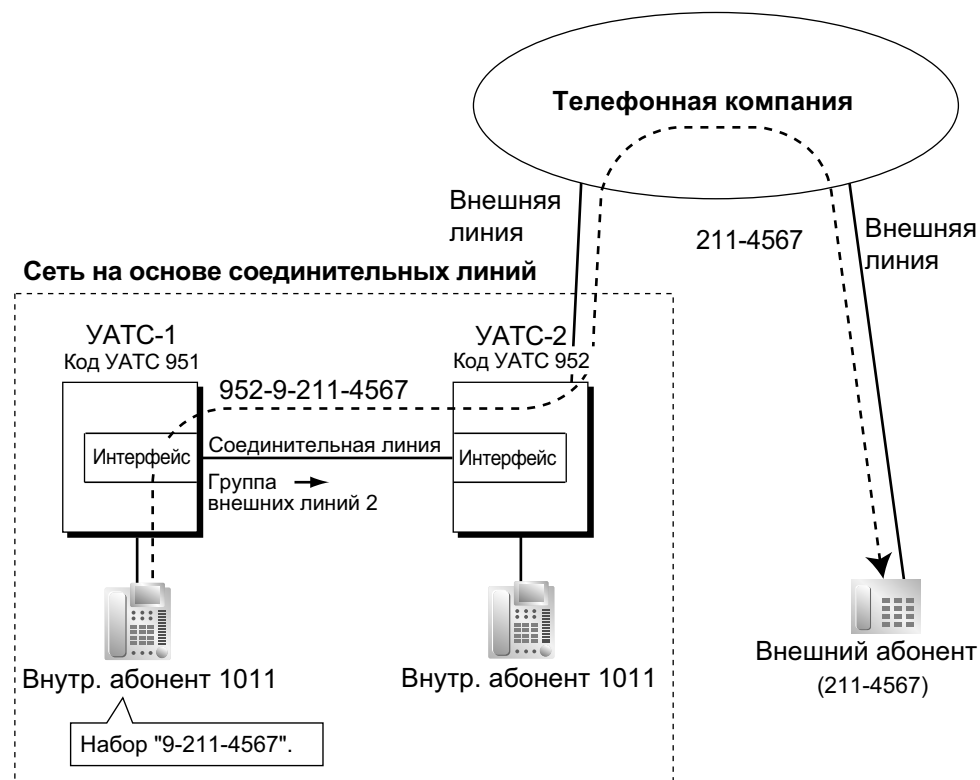 Телефонная компания
Внешняя
линия
211-4567
Внешняя
линия
Сеть на основе соединительных линий
УАТС-1
Код УАТС 951
УАТС-2
Код УАТС 952
952-9-211-4567
Интерфейс
Соединительная линия
Интерфейс
Группа
внешних линий 2
Внутр. абонент 1011
Внутр. абонент 1011
Внешний абонент
(211-4567)
Набор "9-211-4567".